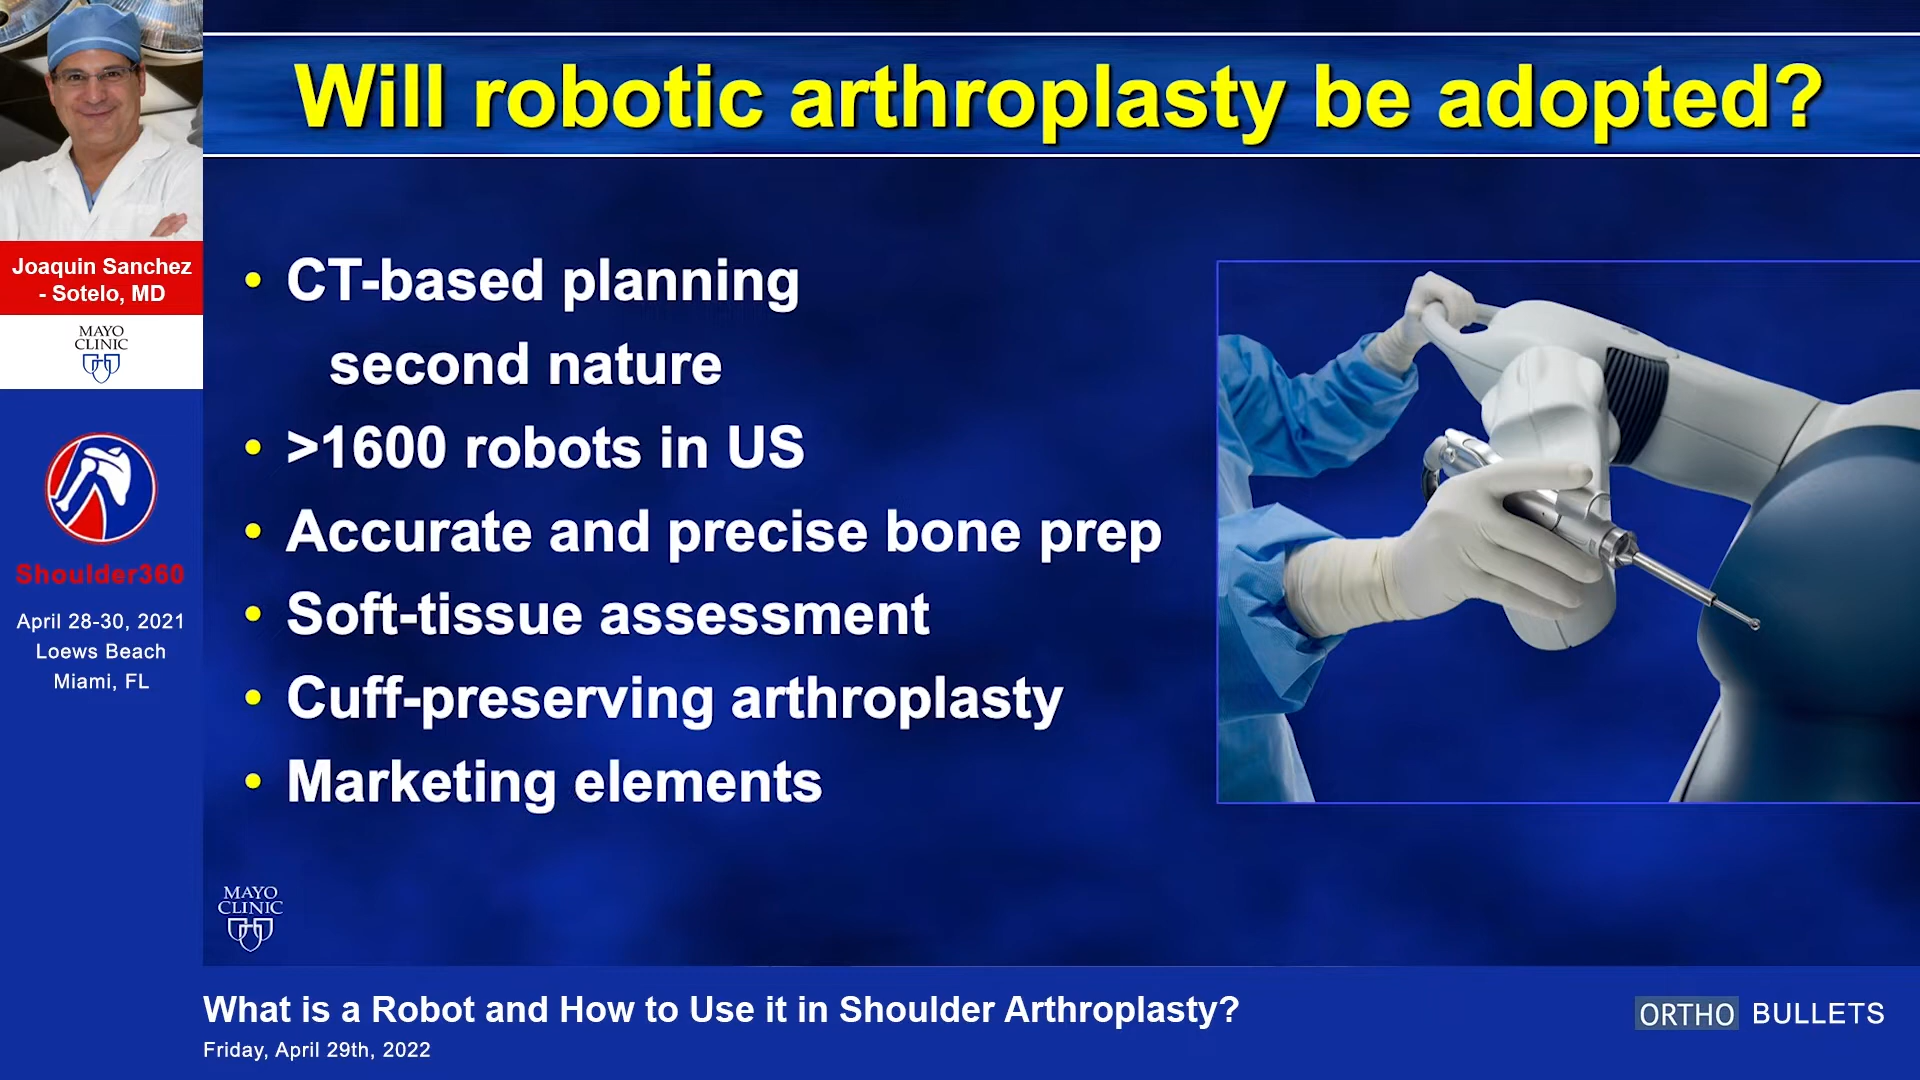 Will robotic arthroplasty be adopted?
• CT-based planning
second nature
• >1600 robots in US
• Accurate and precise bone prep
• Soft-tissue assessment
• Cuff-preserving arthroplasty
• Marketing elements
MAYO
CLINIC
Joaquin Sanchez
- Sotelo, MD
MAYO
CLINIC
Shoulder360
April 28-30, 2021
Loews Beach
Miami, FL
What is a Robot and How to Use it in Shoulder Arthroplasty?
Friday, April 29th, 2022
ORTHO BULLETS